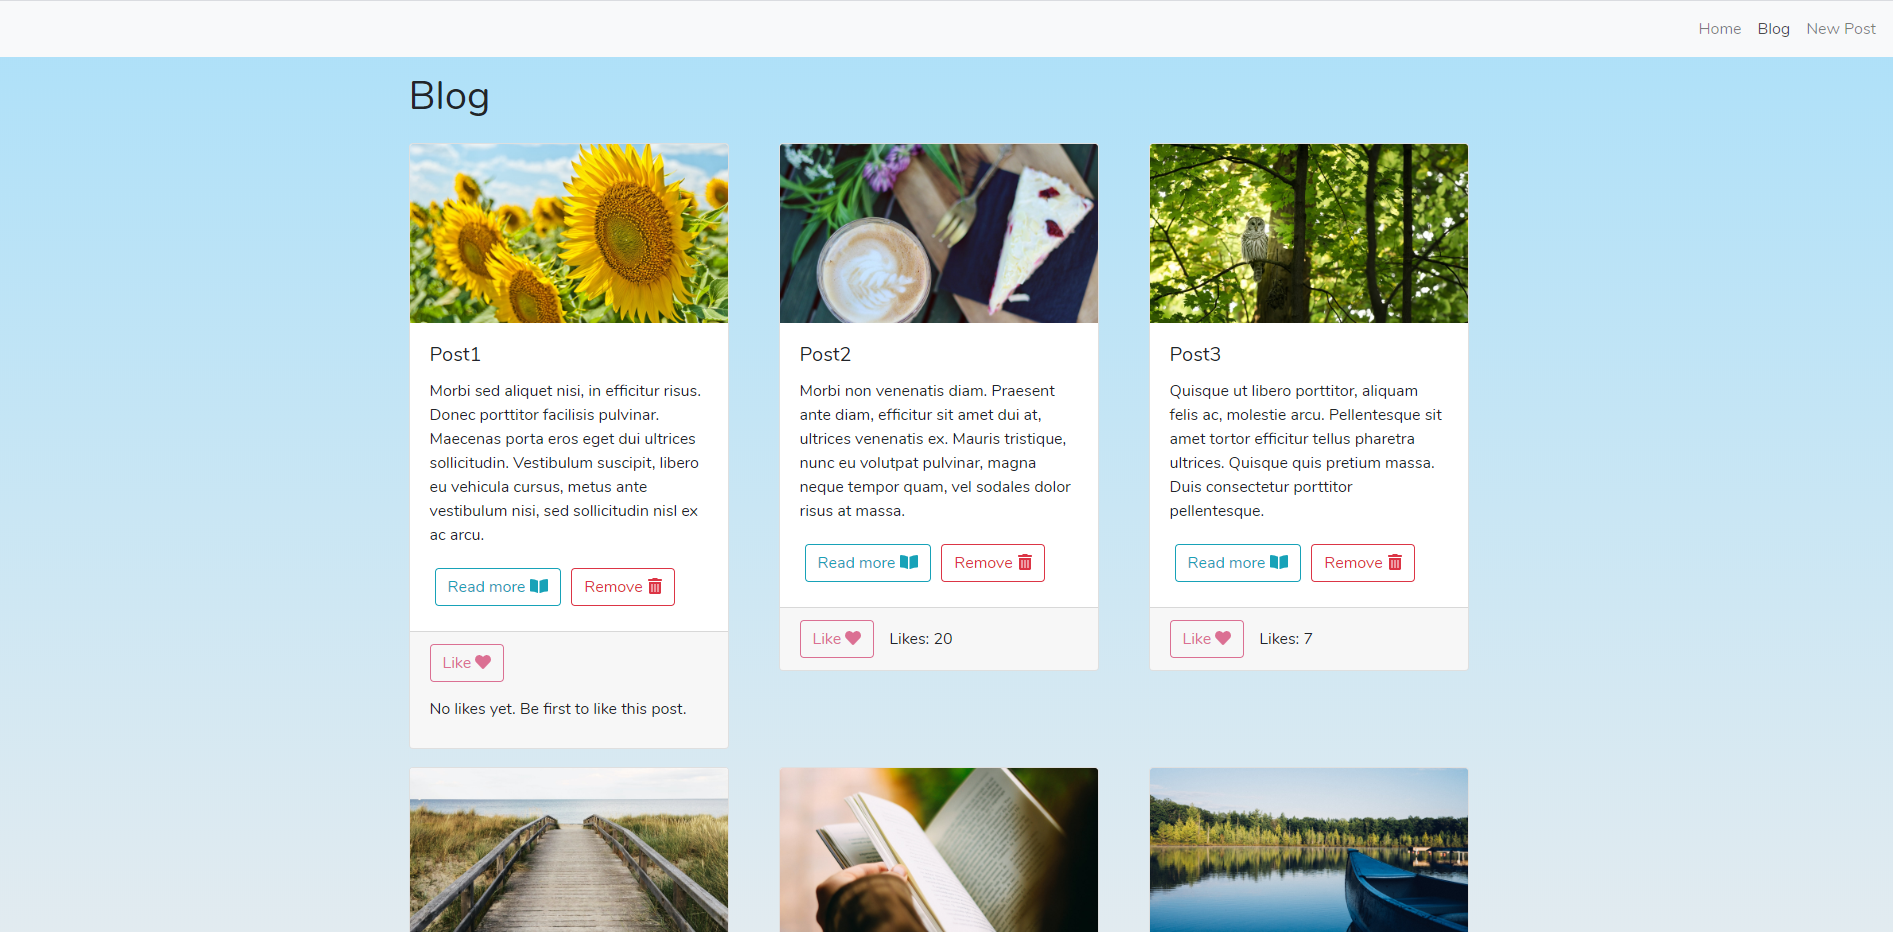 Home Blog New Post
Blog
Post1
Morbi sed aliquet nisi, in efficitur risus.
Donec porttitor facilisis pulvinar.
Maecenas porta eros eget dui ultrices
sollicitudin. Vestibulum suscipit, libero
eu vehicula cursus, metus ante
vestibulum nisi, sed sollicitudin nisl ex
ac arcu.
Read more Remove
Like
No likes yet. Be first to like this post.
Post2
Morbi non venenatis diam. Praesent
ante diam, efficitur sit amet dui at,
ultrices venenatis ex. Mauris tristique,
nunc eu volutpat pulvinar, magna
neque tempor quam, vel sodales dolor
risus at massa.
Read more Remove
Like Likes: 20
Post3
Quisque ut libero porttitor, aliquam
felis ac, molestie arcu. Pellentesque sit
amet tortor efficitur tellus pharetra
ultrices. Quisque quis pretium massa.
Duis consectetur porttitor
pellentesque.
Read more Remove
Like Likes: 7